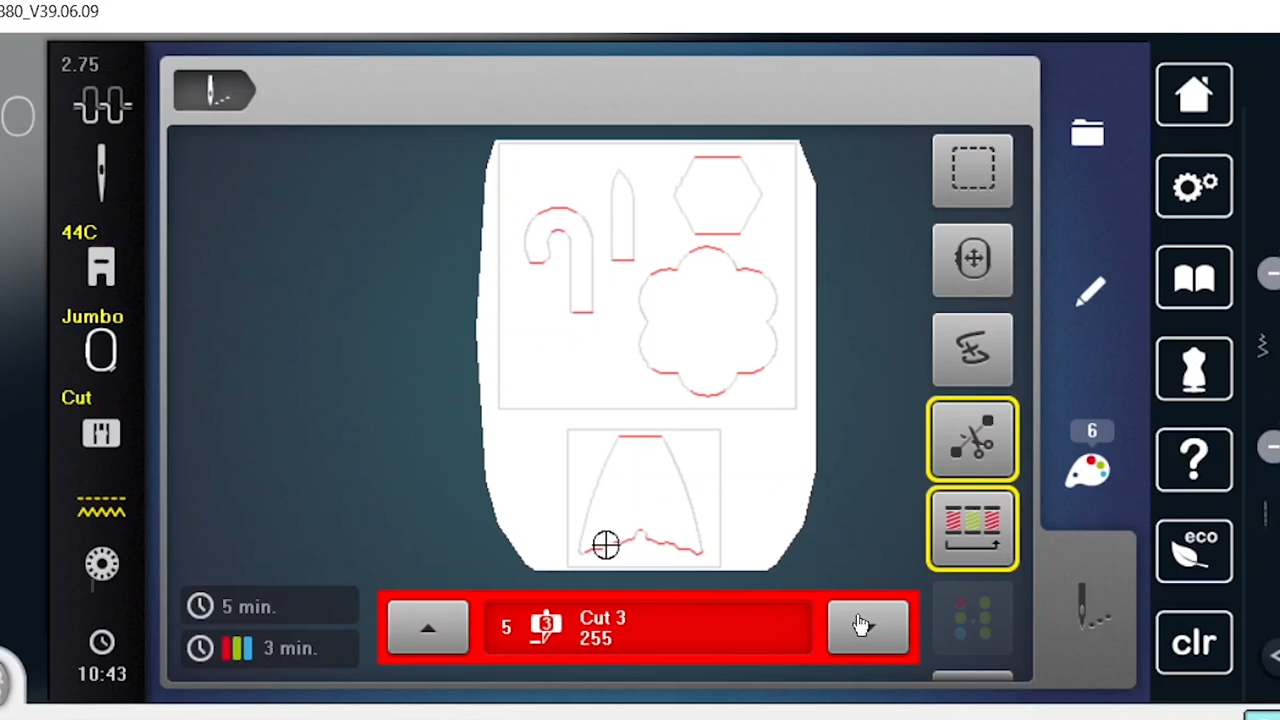 880_V39.06.09
2.75
44C
Jumbo
Cut
10:43
5 min.
3 min.
5
3
Cut 3
255
6
?
eco
clr